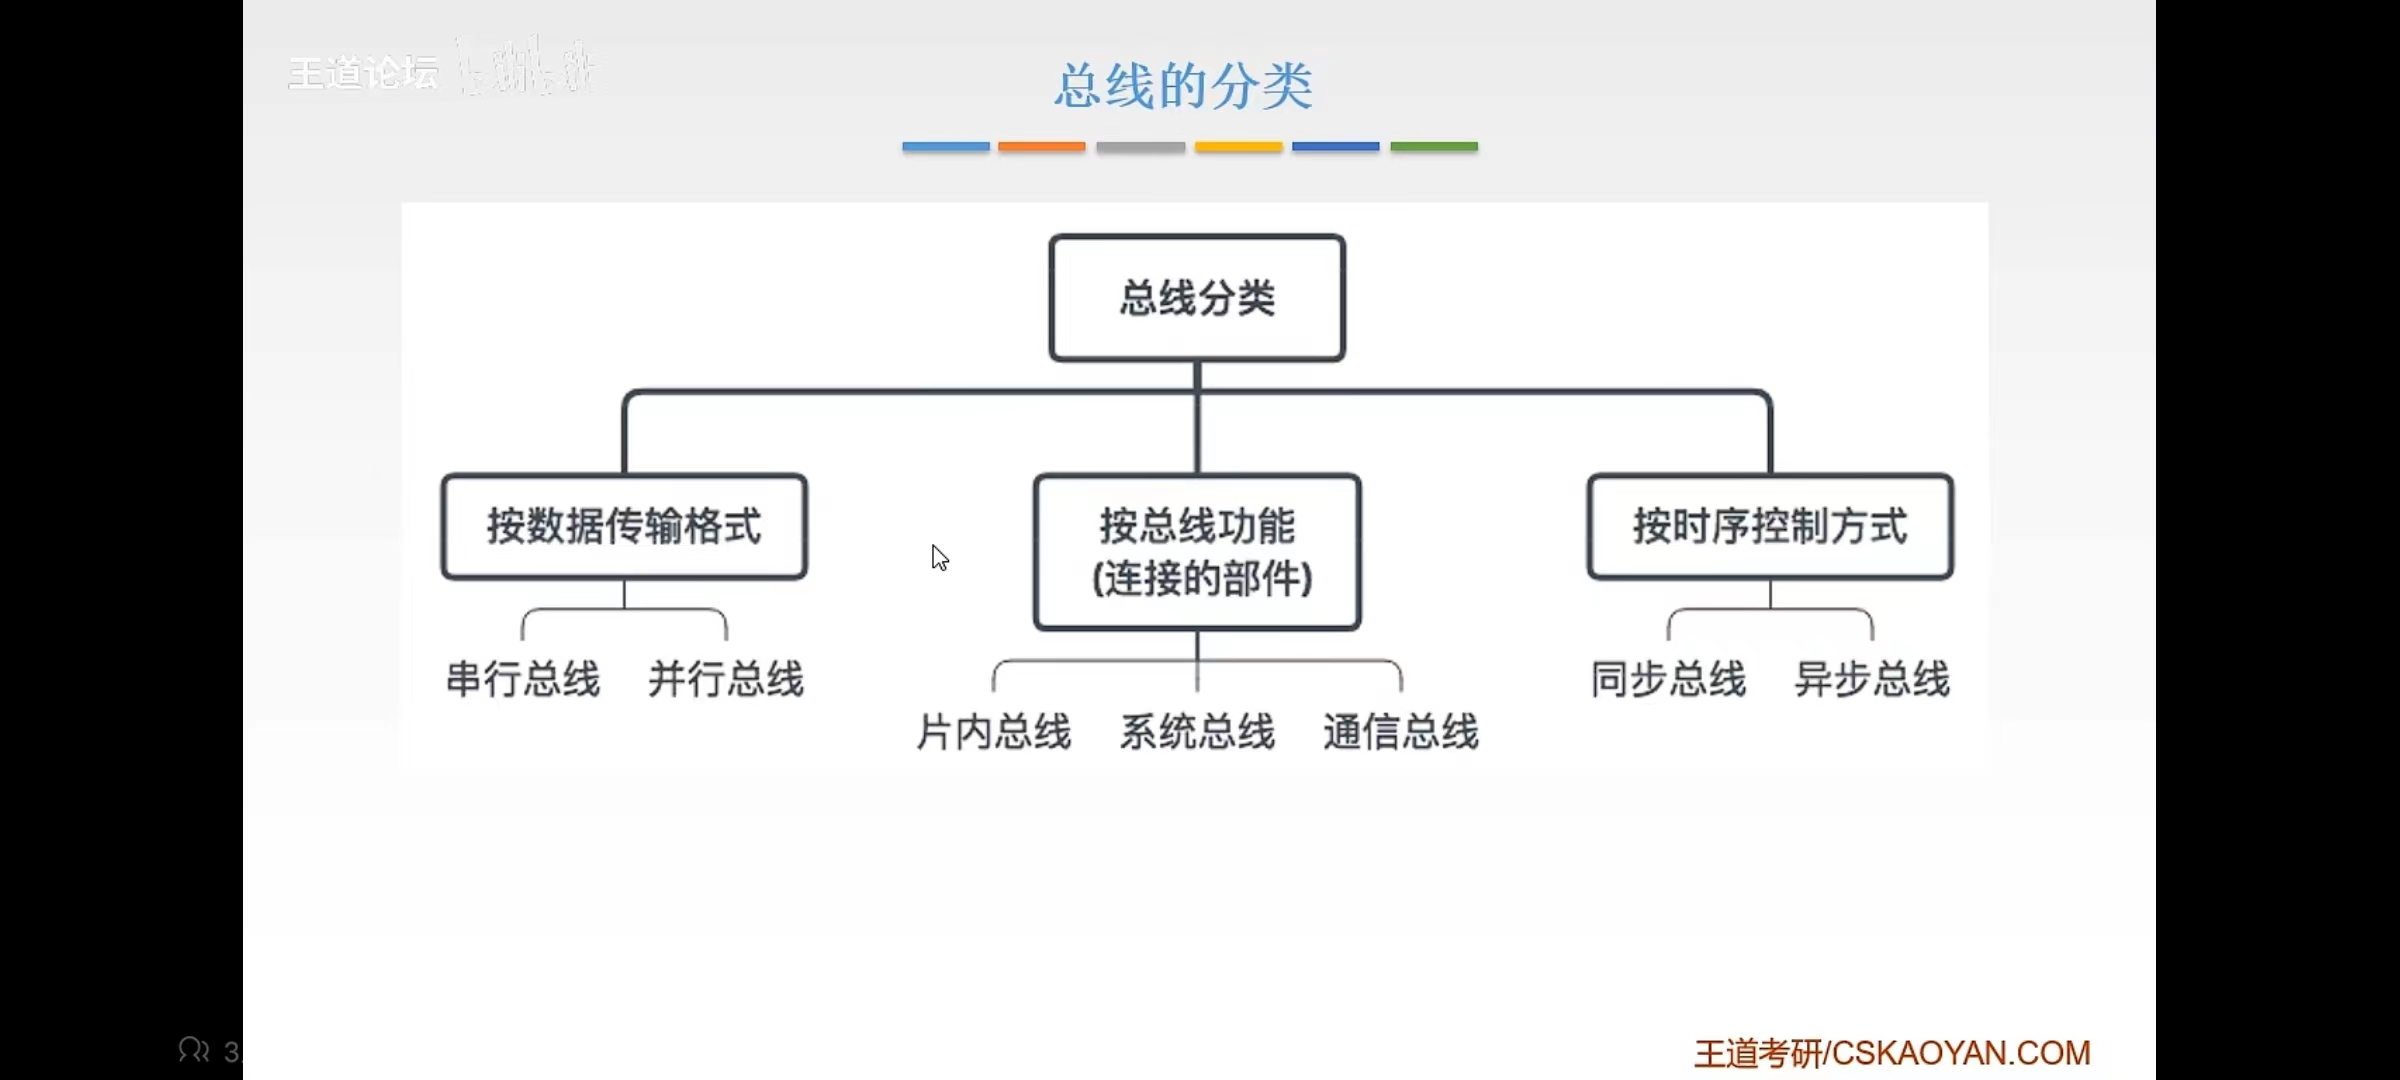 王道论坛 bilibili
总线的分类
总线分类
按数据传输格式
按总线功能
(连接的部件)
按时序控制方式
串行总线
并行总线
片内总线
系统总线
通信总线
同步总线
异步总线
3
王道考研/CSKAOYAN.COM